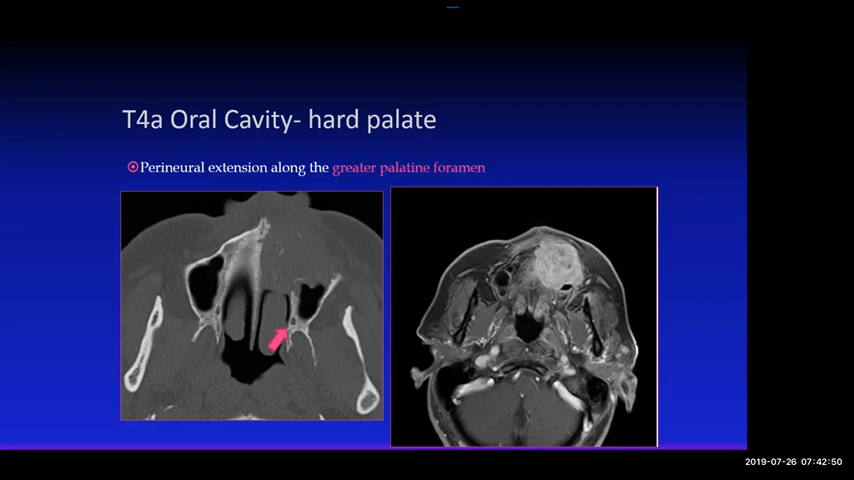 T4a Oral Cavity- hard palate
Perineural extension along the greater palatine foramen
2019-07-26 07:42:50